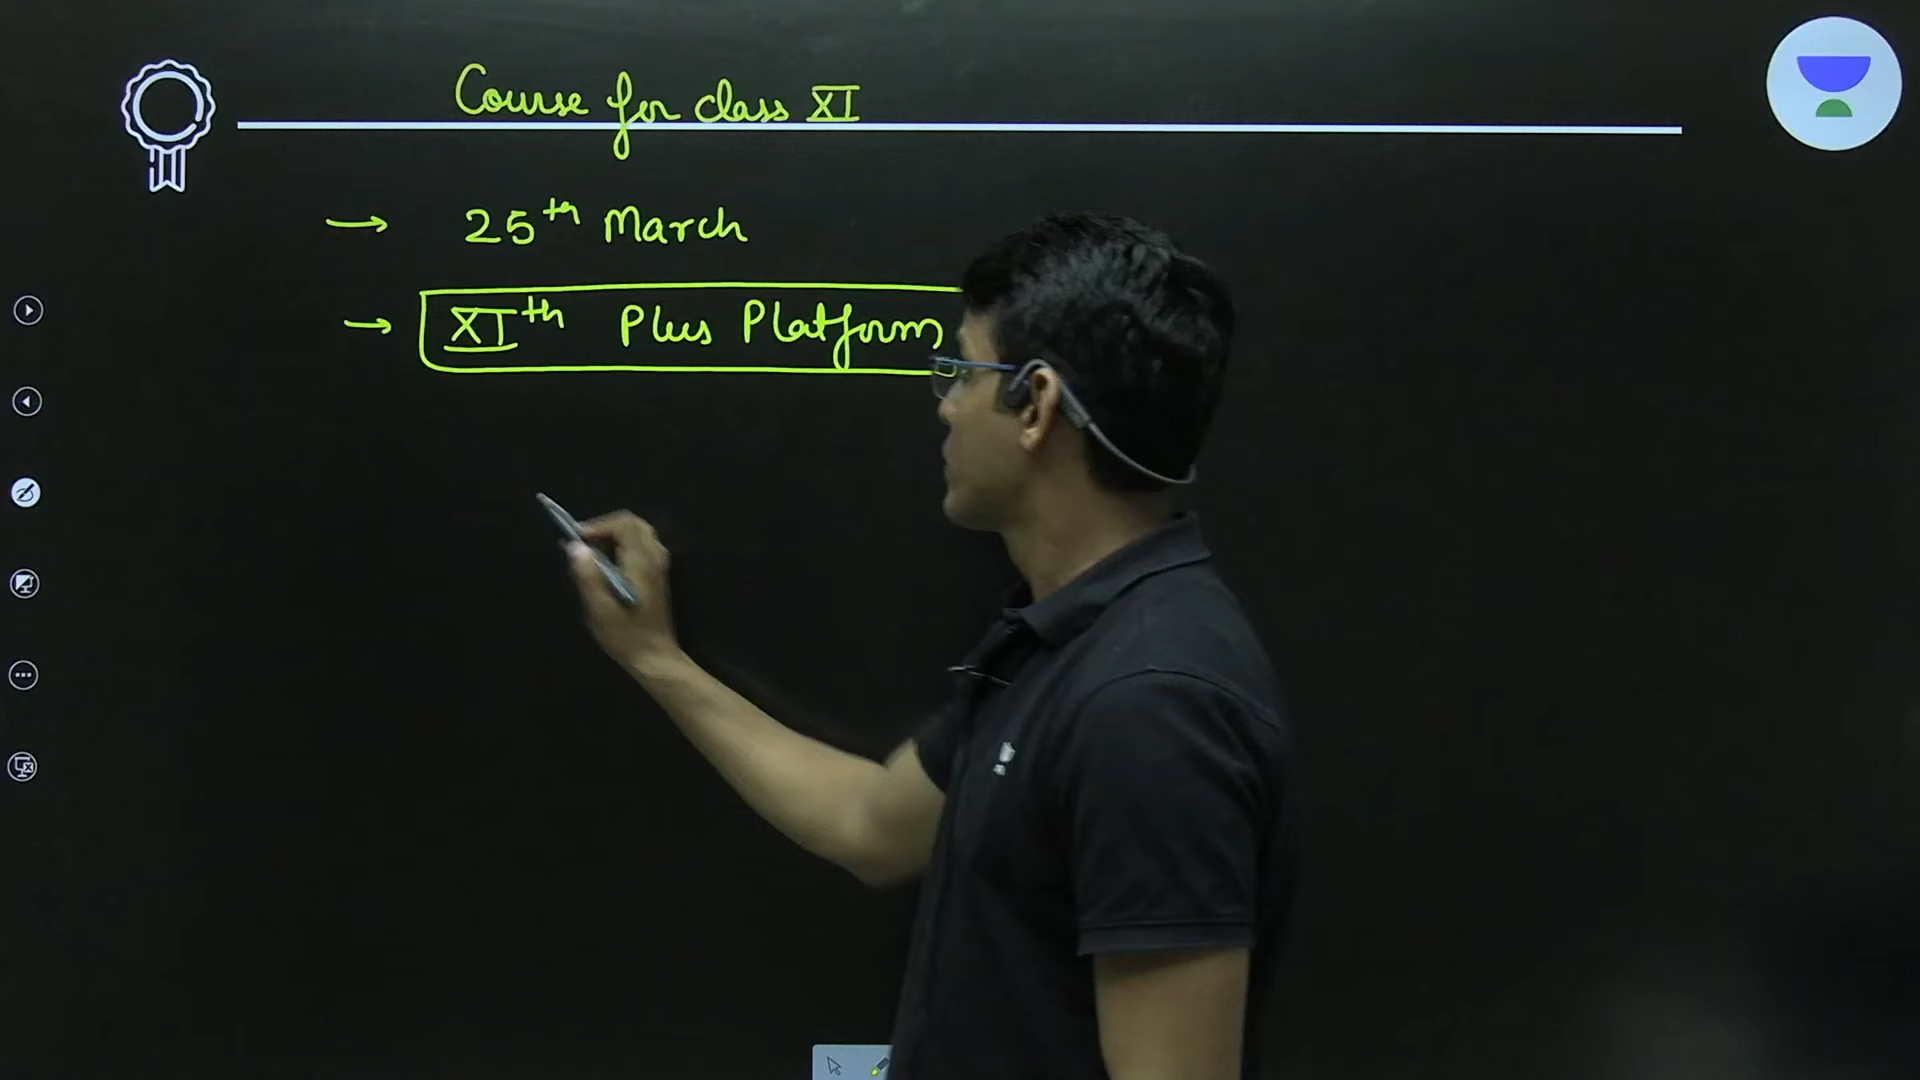 Course for class XI
→ 25th March
→ XIth Plus Platform